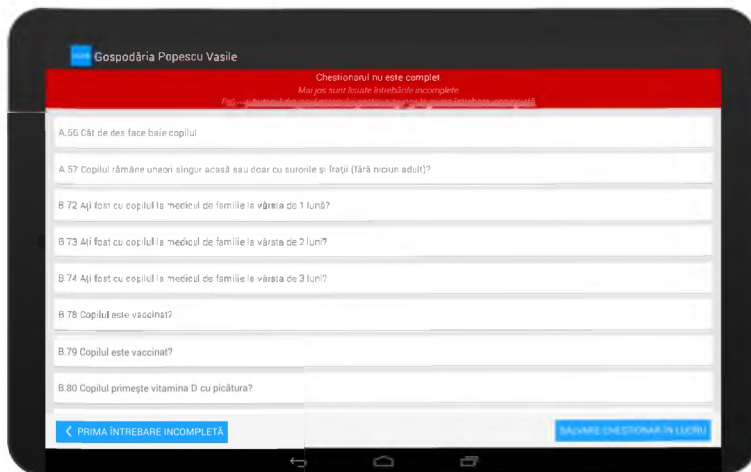 Gospodăria Popescu Vasile
Chestionarul nu este complet
Mai jos sunt listate întrebările incomplete
la prima întrebare incompletă
A.56 Cât de des face baie copilul
A.57 Copilul rămâne uneori singur acasă sau doar cu surorile și frații (fără niciun adult)?
B.72 Ați fost cu copilul la medicul de familie la vârsta de 1 lună?
B.73 Ați fost cu copilul la medicul de familie la vârsta de 2 luni?
B.74 Ați fost cu copilul la medicul de familie la vârsta de 3 luni?
B.78 Copilul este vaccinat?
B.79 Copilul este vaccinat?
B.80 Copilul primește vitamina D cu picătura?
PRIMA ÎNTREBARE INCOMPLETĂ
SALVARE CHESTIONAR ÎN LUCRU